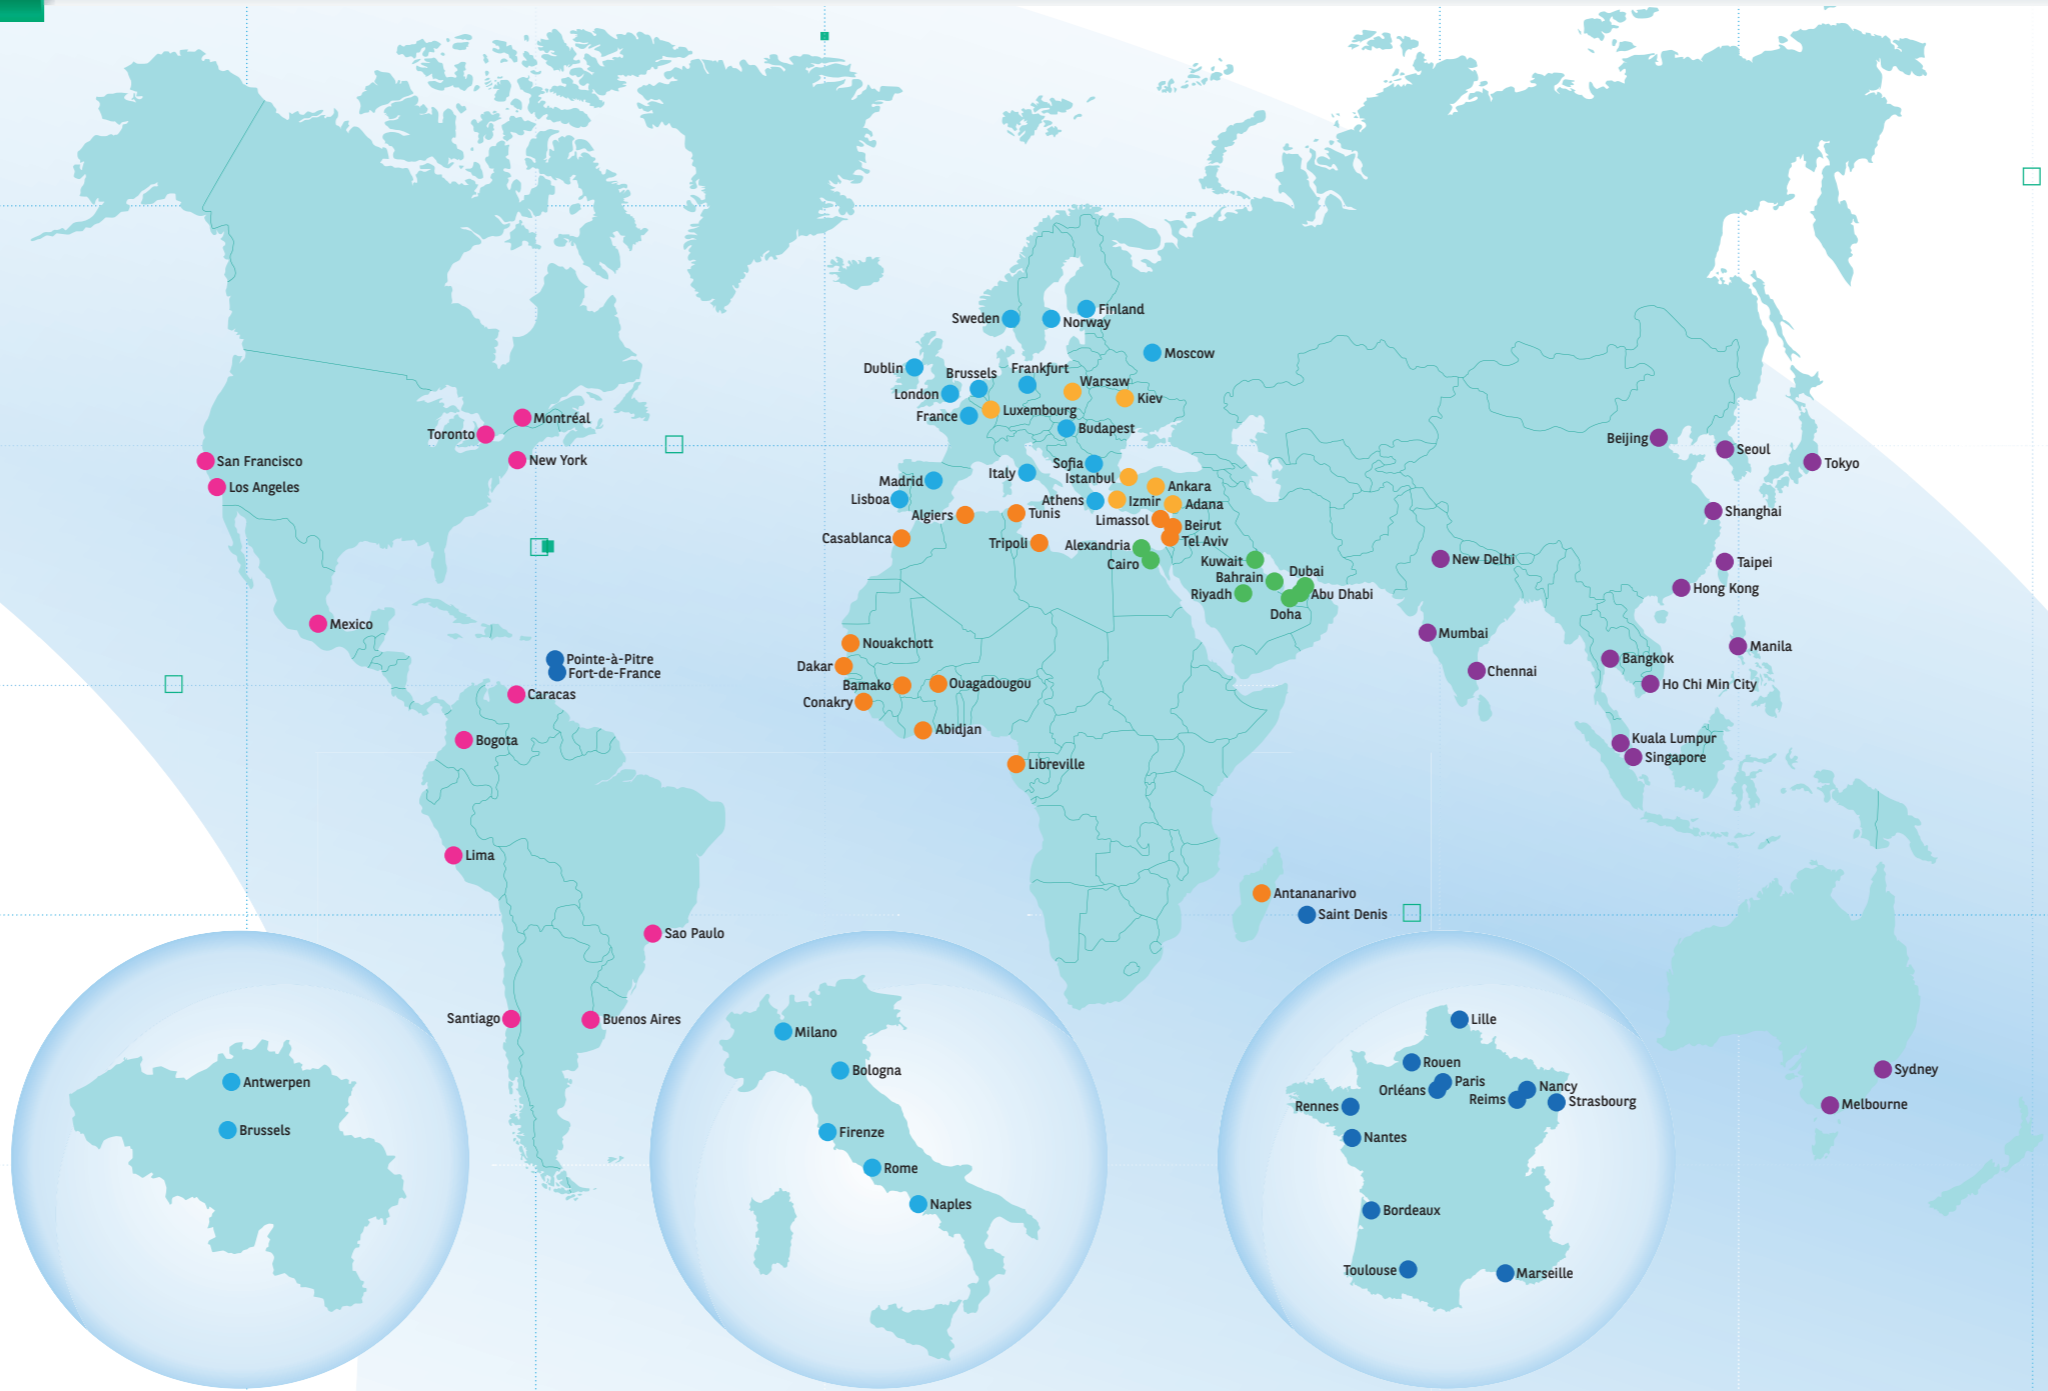 Finland
Sweden
Norway
Moscow
Dublin
Brussels
Frankfurt
Warsaw
London
Kiev
France
Luxembourg
Budapest
Montréal
Toronto
New York
San Francisco
Los Angeles
Mexico
Pointe-à-Pitre
Fort-de-France
Caracas
Bogota
Lima
Sao Paulo
Santiago
Buenos Aires
Sofia
Italy
Istanbul
Madrid
Lisboa
Ankara
Athens
Izmir
Adana
Algiers
Tunis
Limassol
Beirut
Casablanca
Tripoli
Tel Aviv
Alexandria
Cairo
Kuwait
Bahrain
Dubai
Riyadh
Abu Dhabi
Doha
Nouakchott
Dakar
Bamako
Ouagadougou
Conakry
Abidjan
Libreville
Antananarivo
Saint Denis
Beijing
Seoul
Tokyo
Shanghai
New Delhi
Taipei
Hong Kong
Mumbai
Manila
Bangkok
Chennai
Ho Chi Min City
Kuala Lumpur
Singapore
Sydney
Melbourne
Antwerpen
Brussels
Milano
Bologna
Firenze
Rome
Naples
Lille
Rouen
Paris
Orléans
Nancy
Reims
Strasbourg
Rennes
Nantes
Bordeaux
Toulouse
Marseille